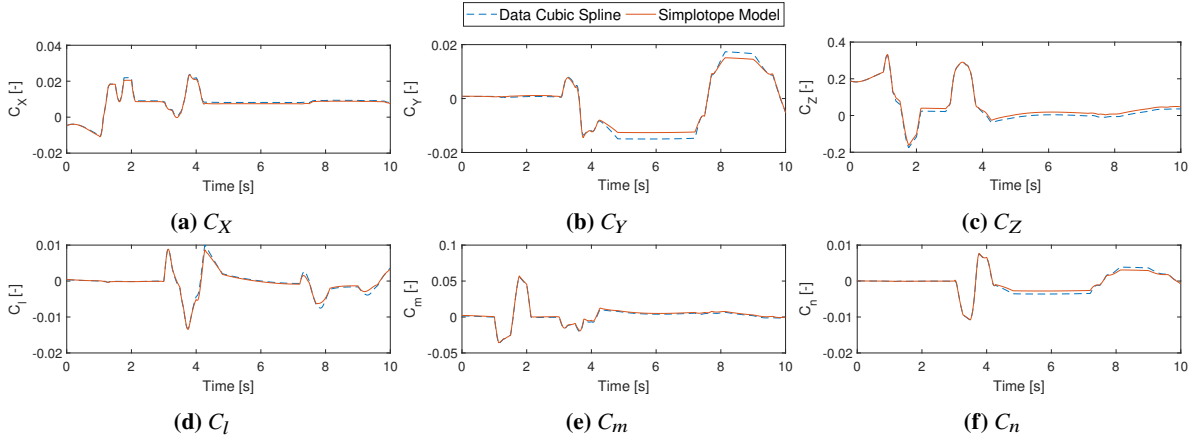 Data Cubic Spline Simplotope Model
0.04
0.02
0
-0.02
C_X [-]
0 2 4 6 8 10
Time [s]
(a) C_X
0.02
0.01
0
-0.01
-0.02
C_Y [-]
0 2 4 6 8 10
Time [s]
(b) C_Y
0.4
0.2
0
-0.2
C_Z [-]
0 2 4 6 8 10
Time [s]
(c) C_Z
0.01
0
-0.01
-0.02
C_l [-]
0 2 4 6 8 10
Time [s]
(d) C_l
0.1
0.05
0
-0.05
C_m [-]
0 2 4 6 8 10
Time [s]
(e) C_m
0.01
0
-0.01
-0.02
C_n [-]
0 2 4 6 8 10
Time [s]
(f) C_n